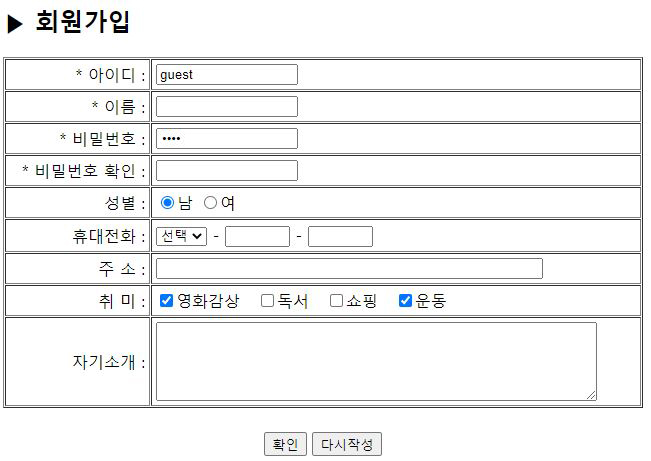 ▶ 회원가입
* 아이디 : guest
* 이름 :
* 비밀번호 : ••••
* 비밀번호 확인 :
성별 : 남 여
휴대전화 : 선택 - -
주 소 :
취 미 : 영화감상 독서 쇼핑 운동
자기소개 :
확인 다시작성